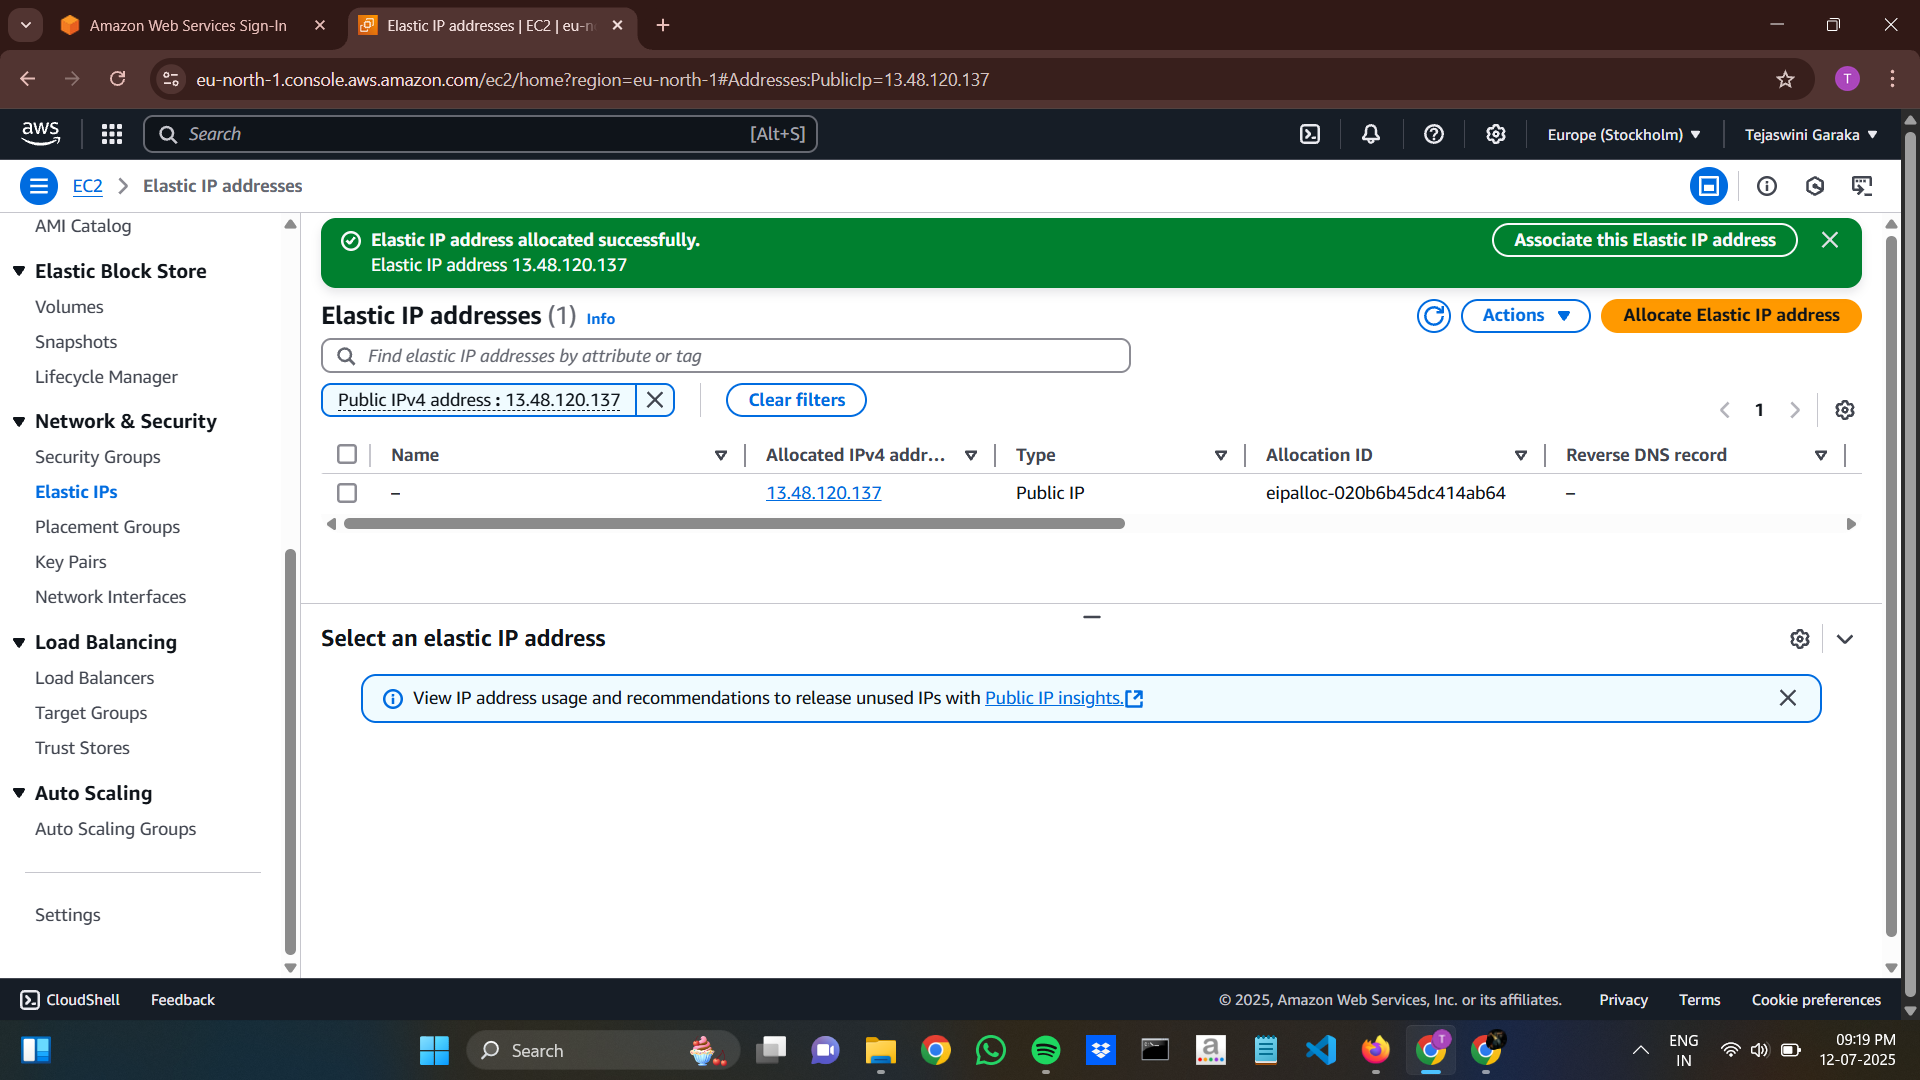 Amazon Web Services Sign-In
Elastic IP addresses | EC2 | eu-n
eu-north-1.console.aws.amazon.com/ec2/home?region=eu-north-1#Addresses:PublicIp=13.48.120.137
T
aws
Search
[Alt+S]
Europe (Stockholm)
Tejaswini Garaka
EC2
Elastic IP addresses
AMI Catalog
Elastic Block Store
Volumes
Snapshots
Lifecycle Manager
Network & Security
Security Groups
Elastic IPs
Placement Groups
Key Pairs
Network Interfaces
Load Balancing
Load Balancers
Target Groups
Trust Stores
Auto Scaling
Auto Scaling Groups
Settings
Elastic IP address allocated successfully.
Elastic IP address 13.48.120.137
Associate this Elastic IP address
Elastic IP addresses (1) Info
Actions
Allocate Elastic IP address
Find elastic IP addresses by attribute or tag
Public IPv4 address : 13.48.120.137
Clear filters
1
Name
Allocated IPv4 addr...
Type
Allocation ID
Reverse DNS record
–
13.48.120.137
Public IP
eipalloc-020b6b45dc414ab64
–
Select an elastic IP address
View IP address usage and recommendations to release unused IPs with Public IP insights.
CloudShell
Feedback
© 2025, Amazon Web Services, Inc. or its affiliates.
Privacy
Terms
Cookie preferences
Search
a
T
ENG
IN
09:19 PM
12-07-2025